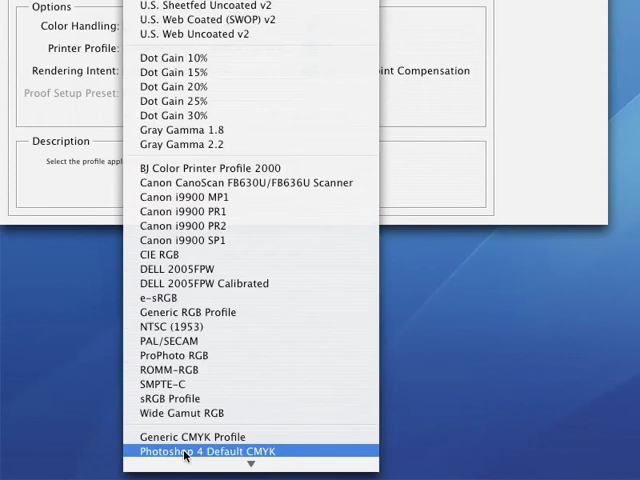 U.S. Sheetfed Uncoated v2
Options
Color Handling:
U.S. Web Coated (SWOP) v2
Printer Profile:
U.S. Web Uncoated v2
Dot Gain 10%
Rendering Intent:
Dot Gain 15%
int Compensation
Dot Gain 20%
Proof Setup Preset:
Dot Gain 25%
Dot Gain 30%
Gray Gamma 1.8
Description
Gray Gamma 2.2
Select the profile appl
BJ Color Printer Profile 2000
Canon CanoScan FB630U/FB636U Scanner
Canon i9900 MP1
Canon i9900 PR1
Canon i9900 PR2
Canon i9900 SP1
CIE RGB
DELL 2005FPW
DELL 2005FPW Calibrated
e-sRGB
Generic RGB Profile
NTSC (1953)
PAL/SECAM
ProPhoto RGB
ROMM-RGB
SMPTE-C
sRGB Profile
Wide Gamut RGB
Generic CMYK Profile
Photoshop 4 Default CMYK